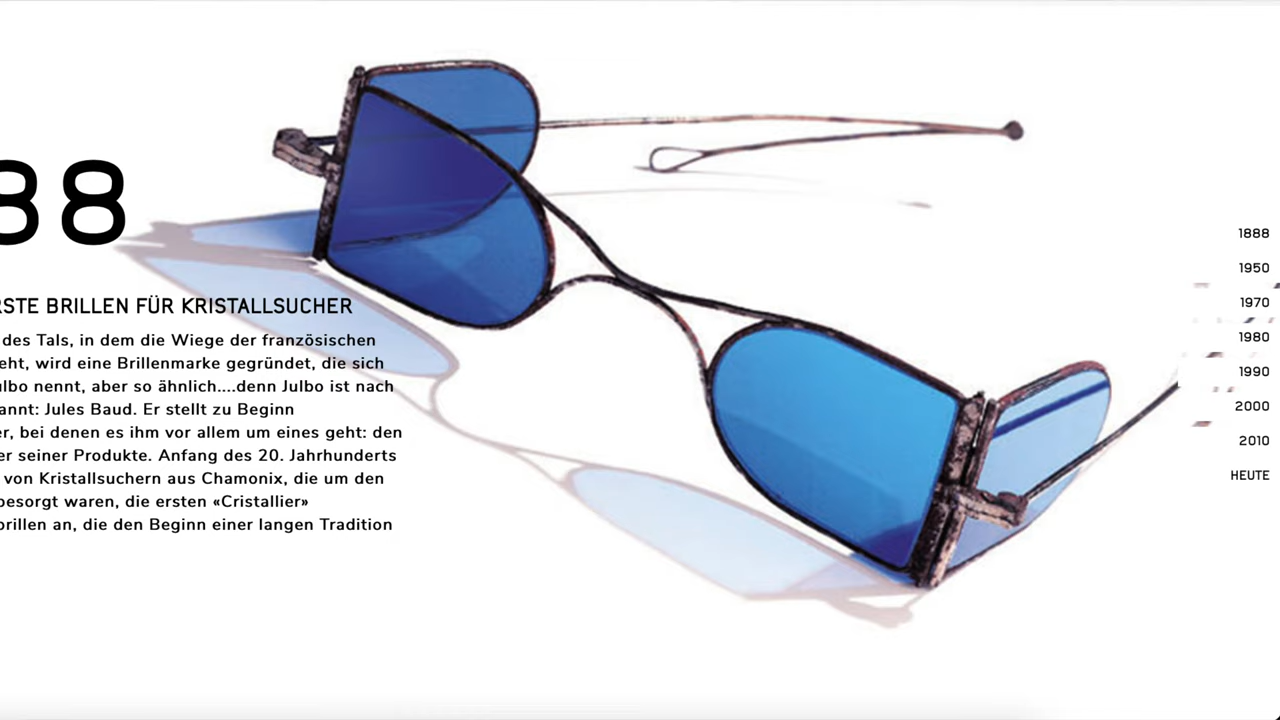 88
RSTE BRILLEN FÜR KRISTALLSUCHER
des Tals, in dem die Wiege der französischen
eht, wird eine Brillenmarke gegründet, die sich
ulbo nennt, aber so ähnlich....denn Julbo ist nach
annt: Jules Baud. Er stellt zu Beginn
er, bei denen es ihm vor allem um eines geht: den
er seiner Produkte. Anfang des 20. Jahrhunderts
von Kristallsuchern aus Chamonix, die um den
besorgt waren, die ersten «Cristallier»
brillen an, die den Beginn einer langen Tradition
1888
1950
1970
1980
1990
2000
2010
HEUTE